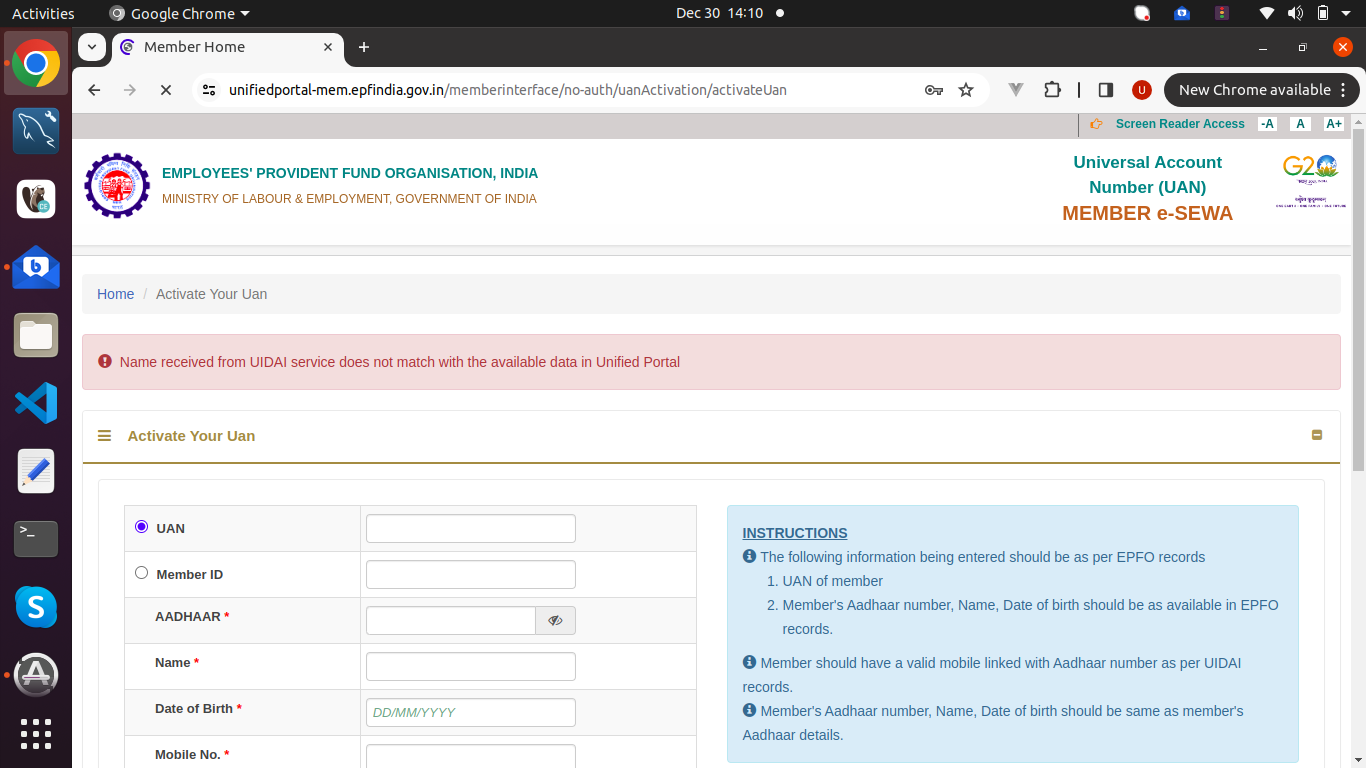 Activities
Google Chrome
Dec 30 14:10
Member Home
unifiedportal-mem.epfindia.gov.in/memberinterface/no-auth/uanActivation/activateUan
U
New Chrome available
Screen Reader Access
-A
A
A+
EMPLOYEES' PROVIDENT FUND ORGANISATION, INDIA
MINISTRY OF LABOUR & EMPLOYMENT, GOVERNMENT OF INDIA
Universal Account
Number (UAN)
MEMBER e-SEWA
G20
Home / Activate Your Uan
Name received from UIDAI service does not match with the available data in Unified Portal
Activate Your Uan
UAN
Member ID
AADHAAR *
Name *
Date of Birth *
DD/MM/YYYY
Mobile No. *
INSTRUCTIONS
The following information being entered should be as per EPFO records
1. UAN of member
2. Member's Aadhaar number, Name, Date of birth should be as available in EPFO
records.
Member should have a valid mobile linked with Aadhaar number as per UIDAI
records.
Member's Aadhaar number, Name, Date of birth should be same as member's
Aadhaar details.